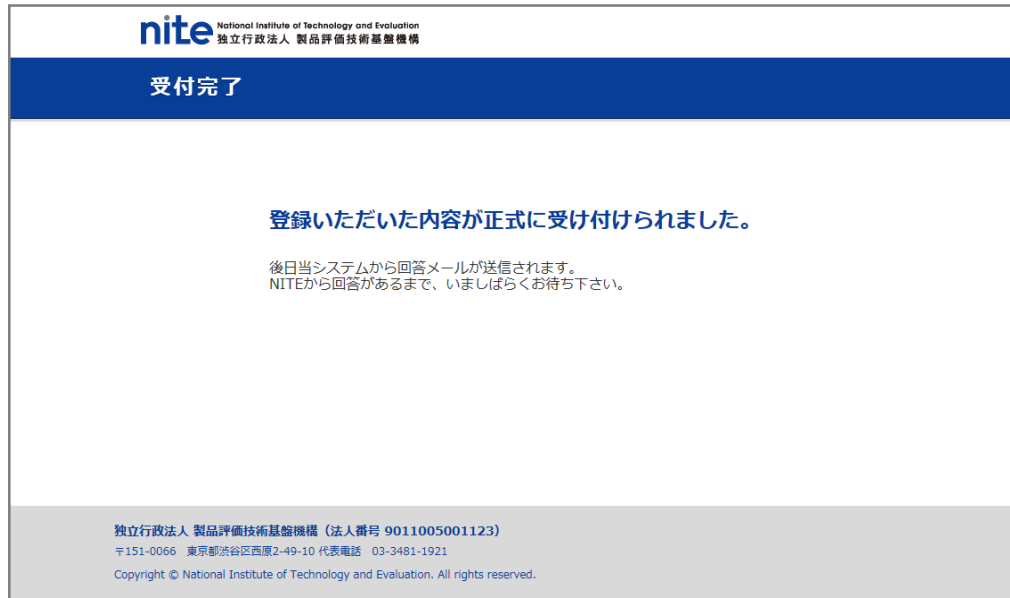 nite National Institute of Technology and Evaluation
独立行政法人 製品評価技術基盤機構
受付完了
登録いただいた内容が正式に受け付けられました。
後日当システムから回答メールが送信されます。
NITEから回答があるまで、いましばらくお待ち下さい。
独立行政法人 製品評価技術基盤機構（法人番号 9011005001123）
〒151-0066　東京都渋谷区西原2-49-10 代表電話　03-3481-1921
Copyright © National Institute of Technology and Evaluation. All rights reserved.